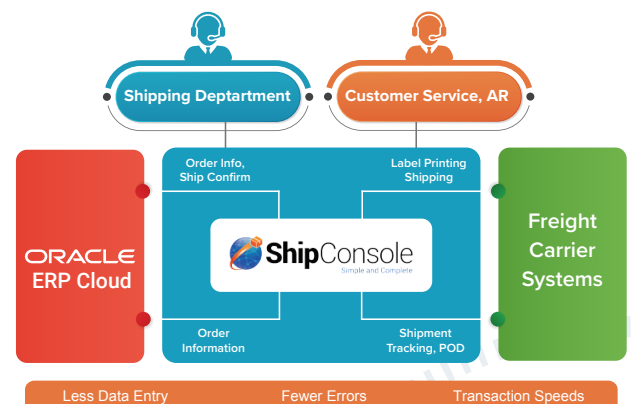 Shipping Deptartment
Customer Service, AR
Order Info,
Ship Confirm
Label Printing
Shipping
ORACLE
ERP Cloud
ShipConsole
Simple and Complete
Freight
Carrier
Systems
Order
Information
Shipment
Tracking, POD
Less Data Entry
Fewer Errors
Transaction Speeds